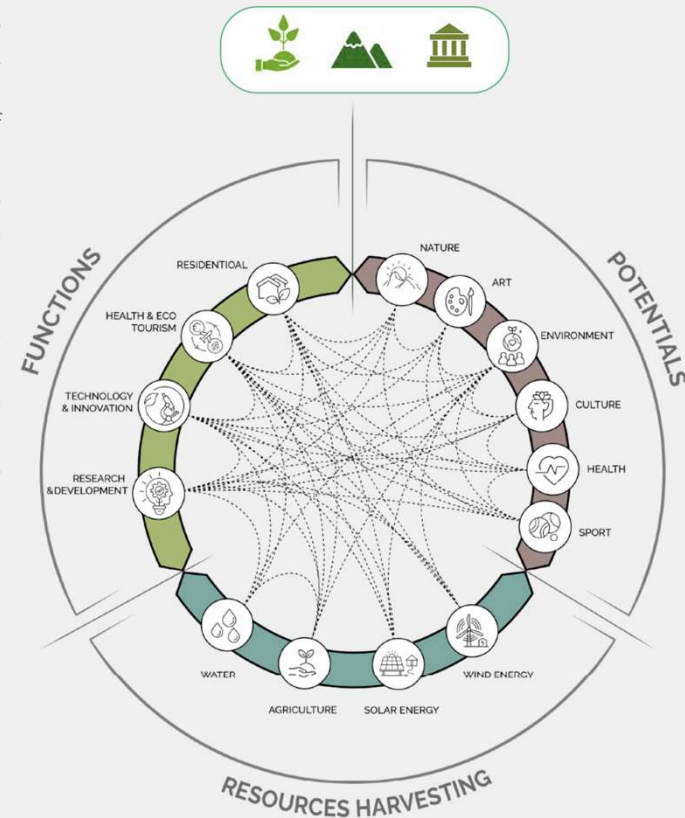 FUNCTIONS
POTENTIALS
RESIDENTIOAL
HEALTH & ECO
TOURISM
TECHNOLOGY
& INNOVATION
RESEARCH
&DEVELOPMENT
NATURE
ART
ENVIRONMENT
CULTURE
HEALTH
SPORT
WATER
AGRICULTURE
SOLAR ENERGY
WIND ENERGY
RESOURCES HARVESTING